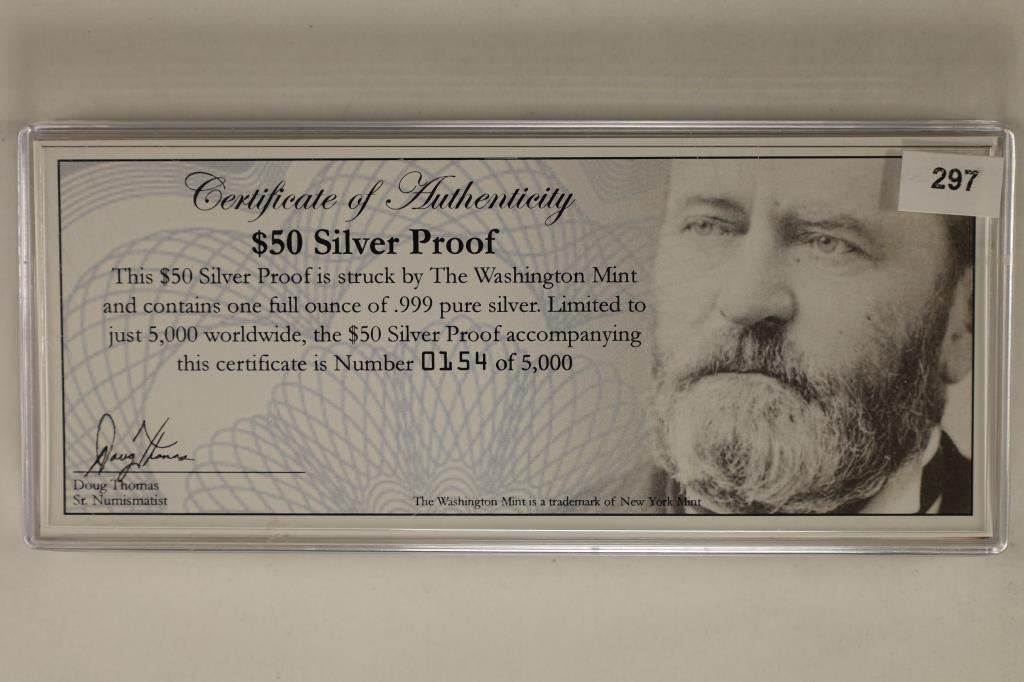 297
Certificate of Authenticity
$50 Silver Proof
This $50 Silver Proof is struck by The Washington Mint
and contains one full ounce of .999 pure silver. Limited to
just 5,000 worldwide, the $50 Silver Proof accompanying
this certificate is Number 0154 of 5,000
Doug Thomas
Doug Thomas
Sr. Numismatist
The Washington Mint is a trademark of New York Mint